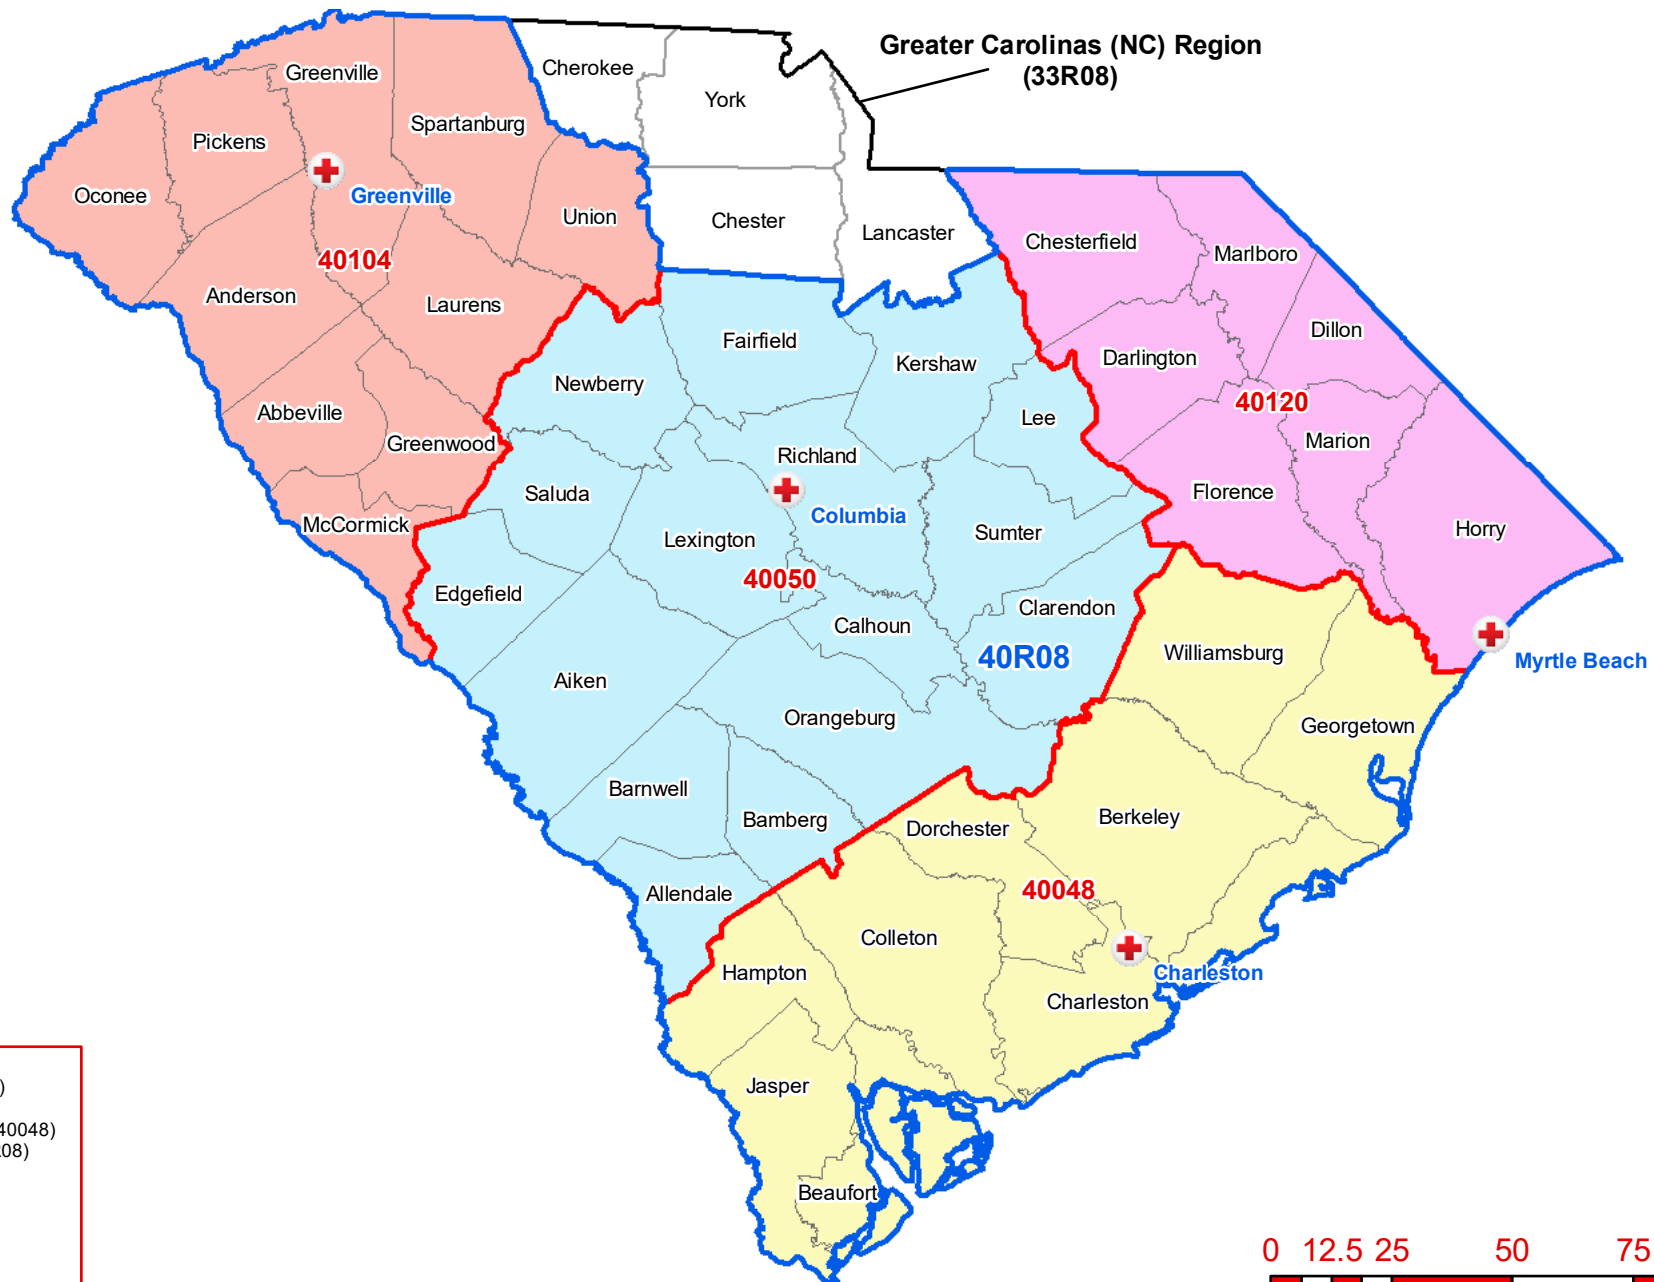 Greater Carolinas (NC) Region
(33R08)
Cherokee
York
Greenville
Spartanburg
Pickens
Oconee
Greenville
Union
Chester
Lancaster
Chesterfield
Marlboro
40104
Anderson
Laurens
Fairfield
Kershaw
Dillon
Darlington
Newberry
Abbeville
Greenwood
Lee
40120
Marion
Richland
Saluda
Columbia
Florence
McCormick
Lexington
Sumter
Horry
40050
Edgefield
Clarendon
Calhoun
40R08
Williamsburg
Myrtle Beach
Aiken
Orangeburg
Georgetown
Barnwell
Bamberg
Dorchester
Berkeley
Allendale
40048
Colleton
Hampton
Charleston
Charleston
Jasper
Beaufort
)
40048)
08)
0 12.5 25 50 75